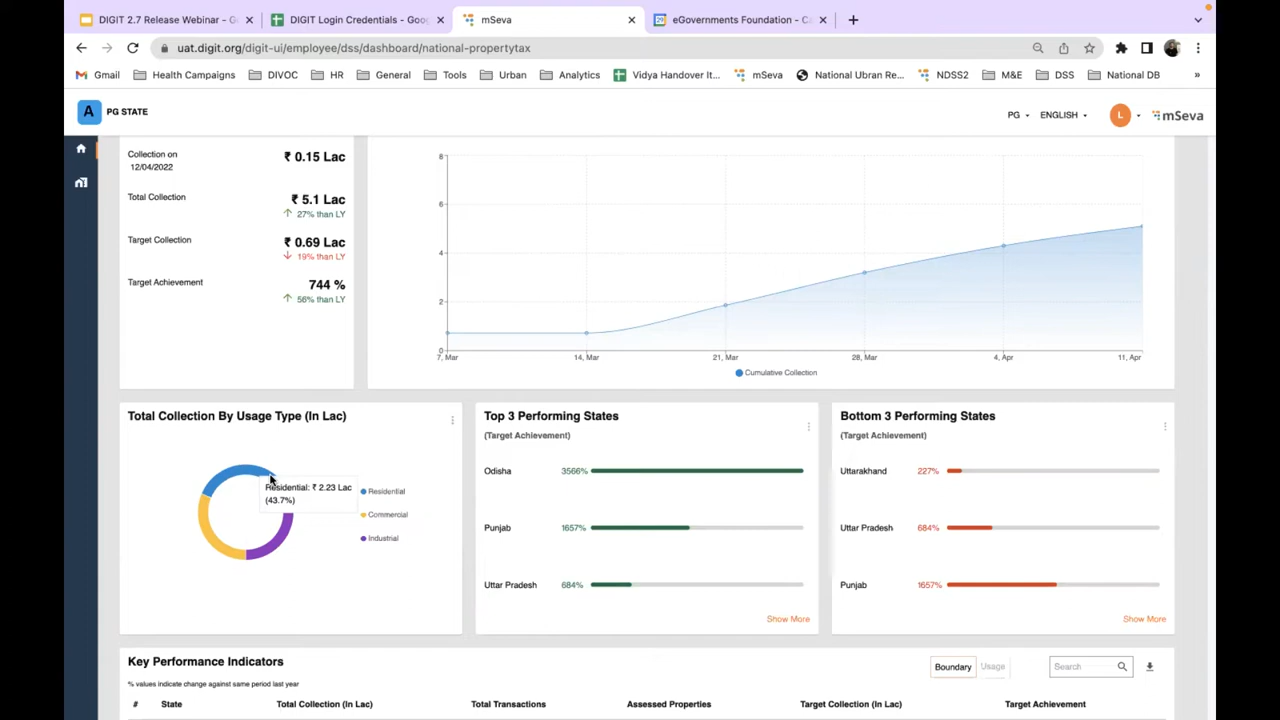 DIGIT 2.7 Release Webinar - G
DIGIT Login Credentials - Goo
mSeva
eGovernments Foundation - C
uat.digit.org/digit-ui/employee/dss/dashboard/national-propertytax
Gmail Health Campaigns DIVOC HR General Tools Urban Analytics Vidya Handover It... mSeva National Ubran Re... NDSS2 M&E DSS National DB »
A PG STATE PG ENGLISH L mSeva
Collection on
12/04/2022
₹ 0.15 Lac
Total Collection ₹ 5.1 Lac
27% than LY
Target Collection ₹ 0.69 Lac
19% than LY
Target Achievement 744 %
56% than LY
8
6
4
2
0
7, Mar 14, Mar 21, Mar 28, Mar 4, Apr 11, Apr
Cumulative Collection
Total Collection By Usage Type (In Lac)
Residential: ₹ 2.23 Lac
(43.7%)
Residential
Commercial
Industrial
Top 3 Performing States
(Target Achievement)
Odisha 3566%
Punjab 1657%
Uttar Pradesh 684%
Show More
Bottom 3 Performing States
(Target Achievement)
Uttarakhand 227%
Uttar Pradesh 684%
Punjab 1657%
Show More
Key Performance Indicators
Boundary Usage Search
% values indicate change against same period last year
# State Total Collection (In Lac) Total Transactions Assessed Properties Target Collection (In Lac) Target Achievement